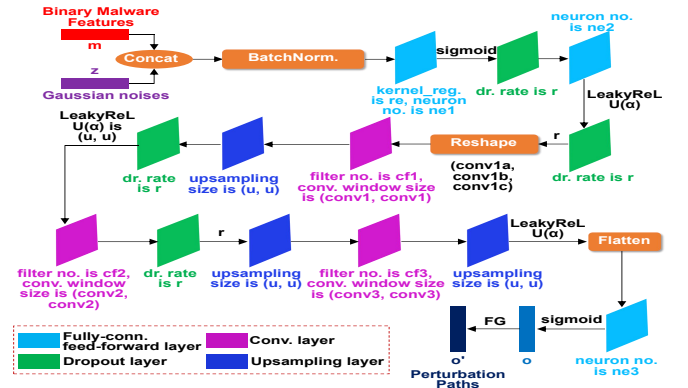 Binary Malware
Features
m
z
Gaussian noises
Concat
BatchNorm.
sigmoid
kernel_reg.
is re, neuron
no. is ne1
dr. rate is r
neuron no.
is ne2
LeakyReL
U(α)
dr. rate is r
r
Reshape
(conv1a,
conv1b,
conv1c)
filter no. is cf1,
conv. window size
is (conv1, conv1)
upsampling
size is (u, u)
dr. rate
is r
LeakyReL
U(α) is
(u, u)
filter no. is cf2,
conv. window
size is (conv2,
conv2)
dr. rate
is r
r
upsampling
size is (u, u)
filter no. is cf3,
conv. window size
is (conv3, conv3)
upsampling
size is (u, u)
LeakyReL
U(α)
Flatten
neuron no.
is ne3
sigmoid
o
FG
o'
Perturbation
Paths
Fully-conn.
feed-forward layer
Conv. layer
Dropout layer
Upsampling layer